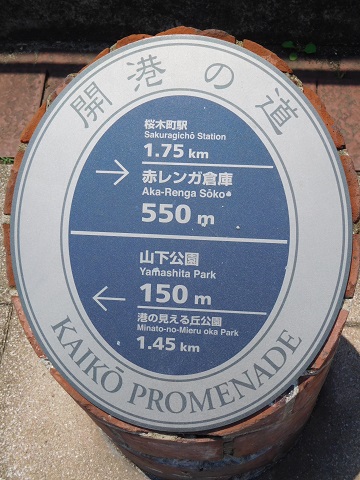 開港の道
桜木町駅
Sakuragichō Station
1.75 km
赤レンガ倉庫
Aka-Renga Sōko
550 m
山下公園
Yamashita Park
150 m
港の見える丘公園
Minato-no-Mieru oka Park
1.45 km
KAIKŌ PROMENADE